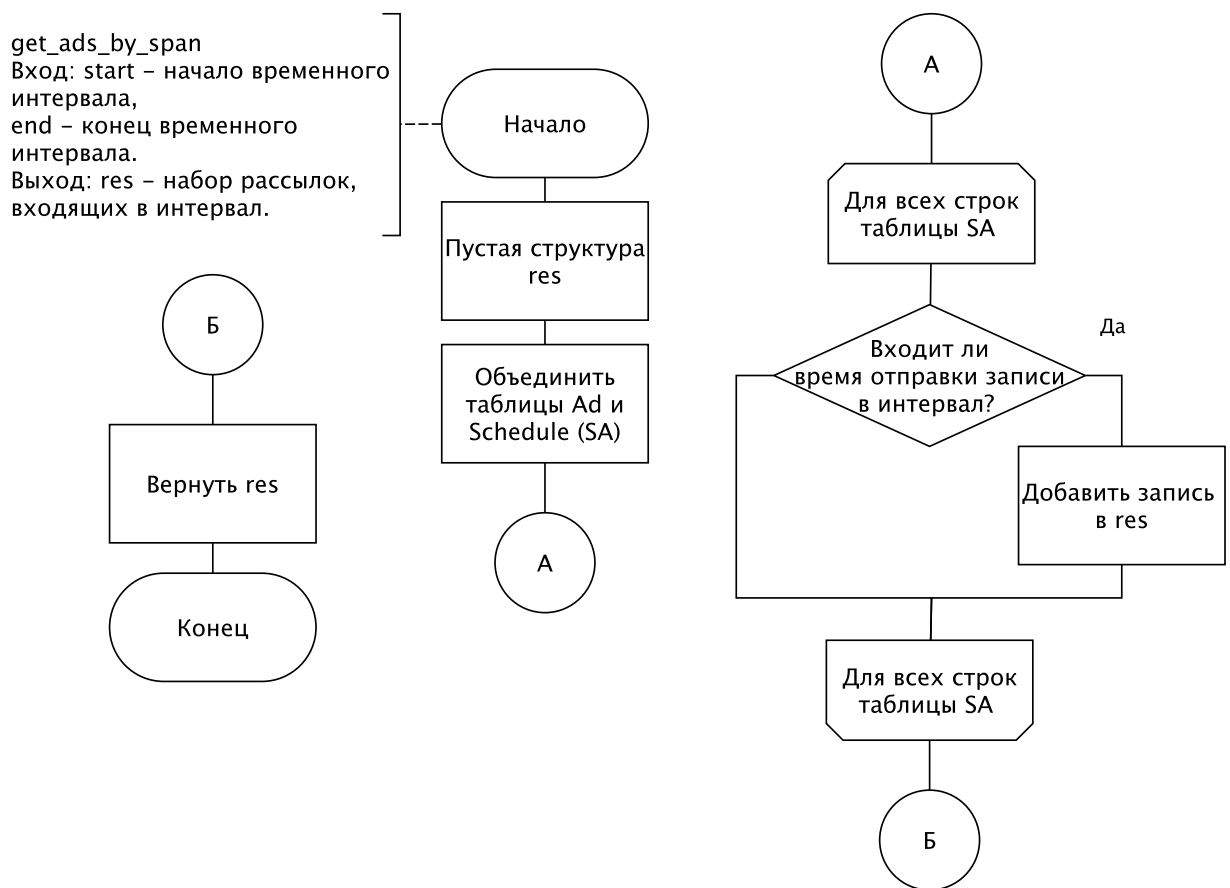 get_ads_by_span
Вход: start – начало временного
интервала,
end – конец временного
интервала.
Выход: res – набор рассылок,
входящих в интервал.
Начало
Пустая структура
res
Объединить
таблицы Ad и
Schedule (SA)
А
А
Для всех строк
таблицы SA
Входит ли
время отправки записи
в интервал?
Да
Добавить запись
в res
Для всех строк
таблицы SA
Б
Б
Вернуть res
Конец